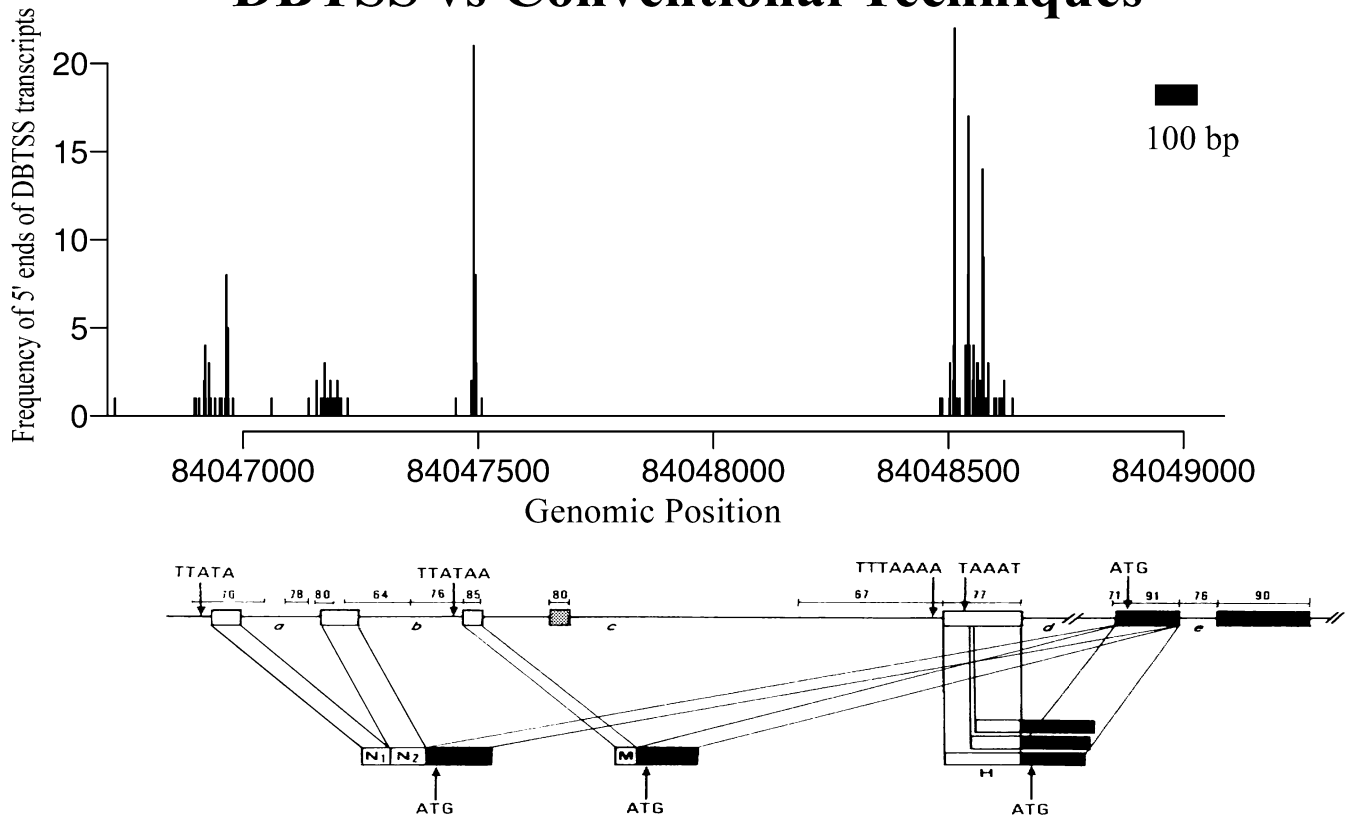 DBTSS vs Conventional Techniques
Frequency of 5' ends of DBTSS transcripts
20
15
10
5
0
100 bp
84047000 84047500 84048000 84048500 84049000
Genomic Position
TTATA TTATAA TTTAAAA TAAAT ATG
78 80 64 76 85 80 67 77 71 91 76 90
a b c d e
N1 N2 M H
ATG ATG ATG